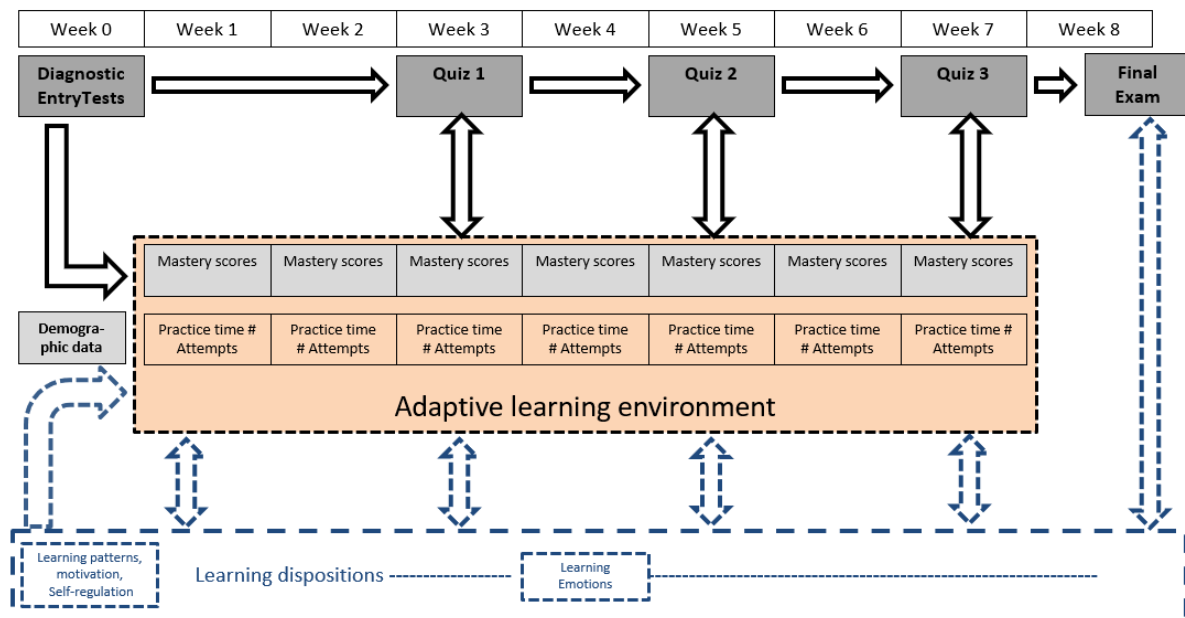 Week 0 Week 1 Week 2 Week 3 Week 4 Week 5 Week 6 Week 7 Week 8
Diagnostic
EntryTests
Quiz 1
Quiz 2
Quiz 3
Final
Exam
Mastery scores Mastery scores Mastery scores Mastery scores Mastery scores Mastery scores Mastery scores
Demogra-
phic data
Practice time #
Attempts
Practice time
# Attempts
Practice time
# Attempts
Practice time
# Attempts
Practice time
# Attempts
Practice time
# Attempts
Practice time #
Attempts
Adaptive learning environment
Learning patterns,
motivation,
Self-regulation
Learning dispositions
Learning
Emotions